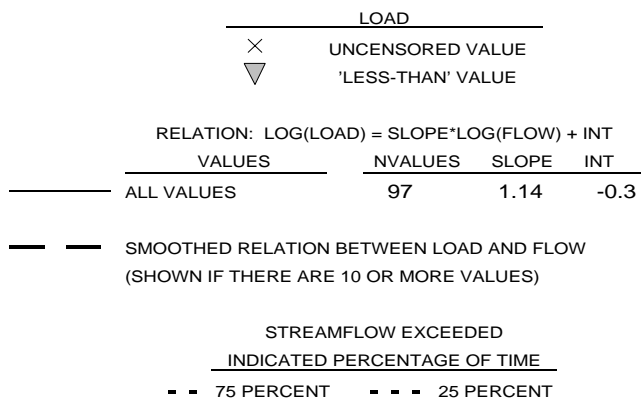 LOAD
UNCENSORED VALUE
'LESS-THAN' VALUE
RELATION: LOG(LOAD) = SLOPE*LOG(FLOW) + INT
VALUES NVALUES SLOPE INT
ALL VALUES 97 1.14 -0.3
SMOOTHED RELATION BETWEEN LOAD AND FLOW
(SHOWN IF THERE ARE 10 OR MORE VALUES)
STREAMFLOW EXCEEDED
INDICATED PERCENTAGE OF TIME
75 PERCENT 25 PERCENT